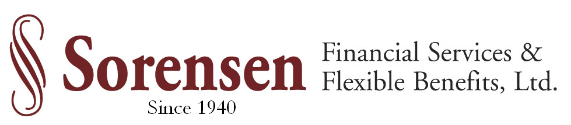 Sorensen
Since 1940
Financial Services &
Flexible Benefits, Ltd.